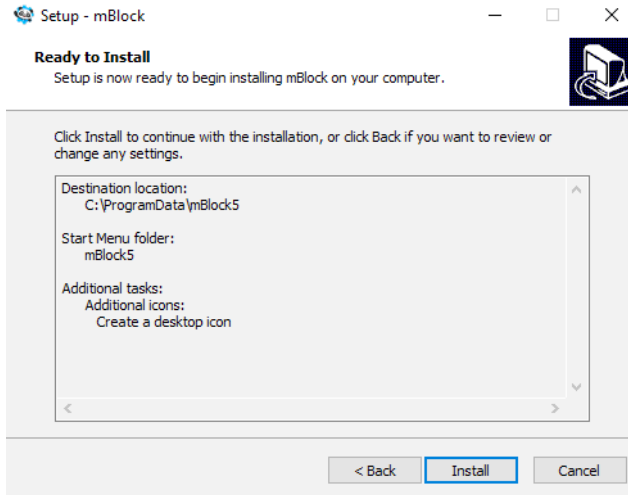 Setup - mBlock
Ready to Install
Setup is now ready to begin installing mBlock on your computer.
Click Install to continue with the installation, or click Back if you want to review or
change any settings.
Destination location:
C:\ProgramData\mBlock5
Start Menu folder:
mBlock5
Additional tasks:
Additional icons:
Create a desktop icon
< Back
Install
Cancel